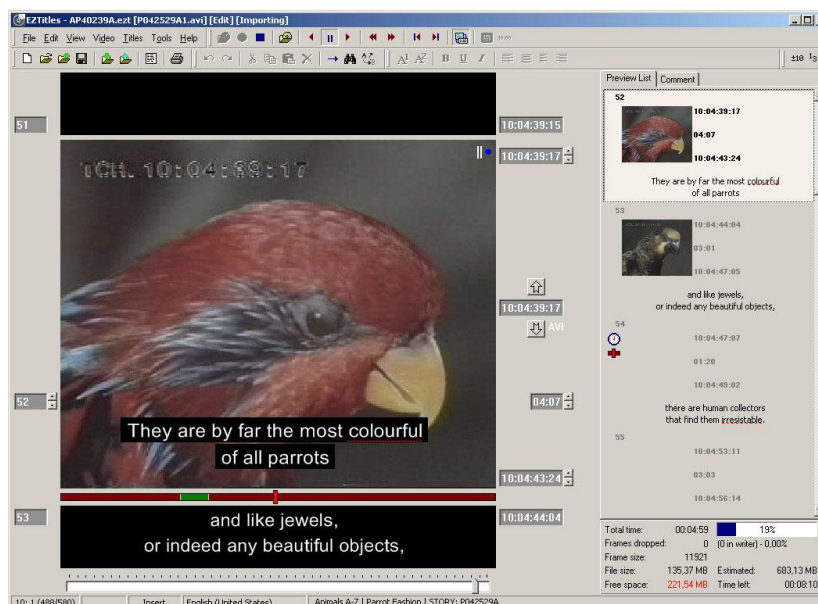 EZTitles - AP40239A.ezt [P042529A1.avi] [Edit] [Importing]
File Edit View Video Titles Tools Help
±10
Preview List Comment
52
10:04:39:17
04:07
10:04:43:24
They are by far the most colourful
of all parrots
53
10:04:44:04
03:01
10:04:47:05
and like jewels,
or indeed any beautiful objects,
54
10:04:47:07
01:20
10:04:49:02
there are human collectors
that find them irresistable.
55
10:04:53:11
03:03
10:04:56:14
51
10:04:39:15
TCR. 10:04:39:17
10:04:39:17
10:04:39:17
AVI
52
04:07
They are by far the most colourful
of all parrots
10:04:43:24
53
10:04:44:04
and like jewels,
or indeed any beautiful objects,
Total time: 00:04:59 19%
Frames dropped: 0 (0 in writer) - 0,00%
Frame size: 11921
File size: 135,37 MB Estimated: 683,13 MB
Free space: 221,54 MB Time left: 00:08:10
10: 1 (488/580) Insert English (United States) Animals A-Z | Parrot Fashion | STORY: P042529A